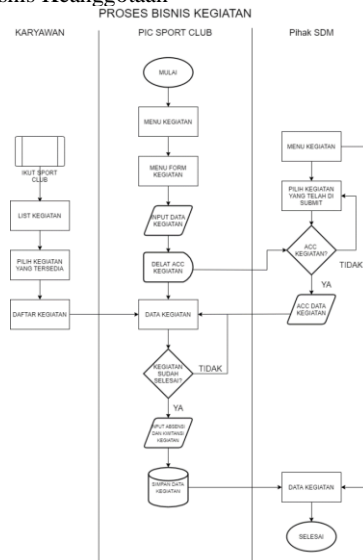 snis Keanggotaan
PROSES BISNIS KEGIATAN
KARYAWAN
PIC SPORT CLUB
Pihak SDM
MULAI
MENU KEGIATAN
MENU FORM
KEGIATAN
INPUT DATA
KEGIATAN
DELAT ACC
KEGIATAN
IKUT SPORT
CLUB
LIST KEGIATAN
PILIH KEGIATAN
YANG TERSEDIA
DAFTAR KEGIATAN
DATA KEGIATAN
MENU KEGIATAN
PILIH KEGIATAN
YANG TELAH DI
SUBMIT
ACC
KEGIATAN?
TIDAK
YA
ACC DATA
KEGIATAN
KEGIATAN
SUDAH
SELESAI?
TIDAK
YA
INPUT ABSENSI
DAN KWITANSI
KEGIATAN
SIMPAN DATA
KEGIATAN
DATA KEGIATAN
SELESAI